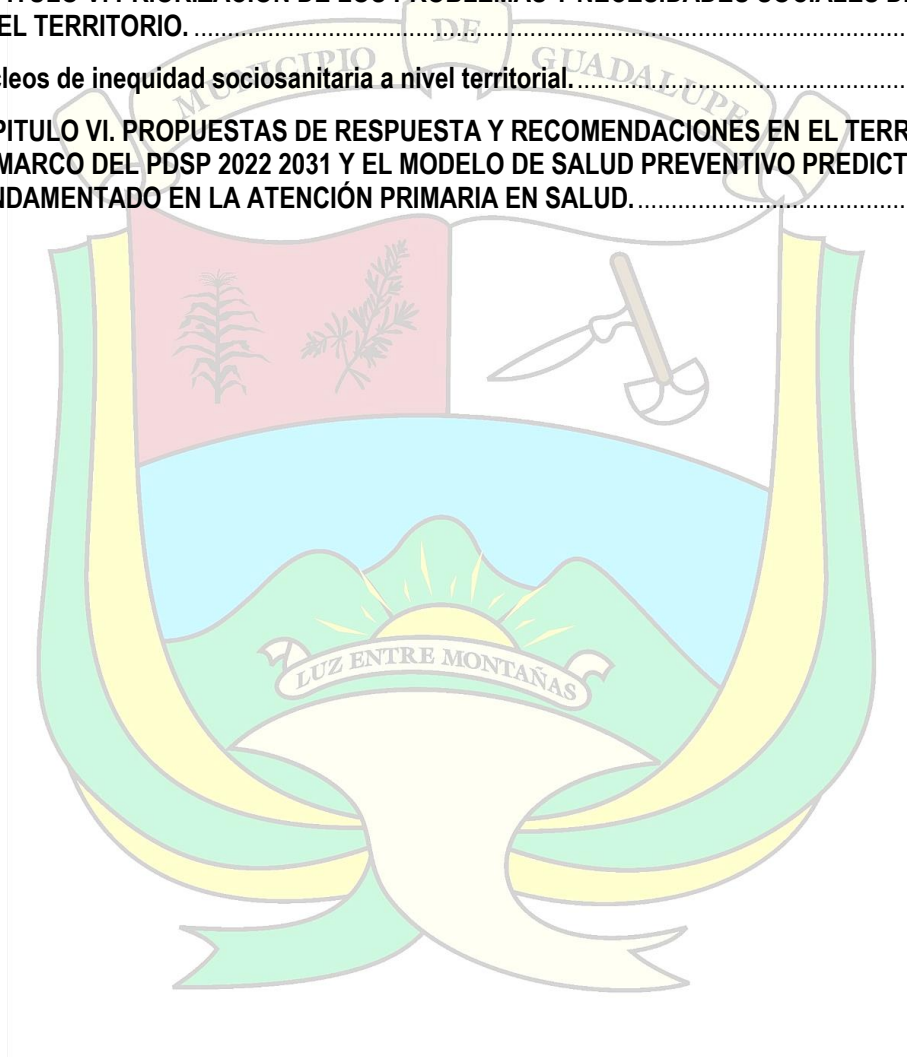 EL TERRITORIO.
leos de inequidad sociosanitaria a nivel territorial.
PITULO VI. PROPUESTAS DE RESPUESTA Y RECOMENDACIONES EN EL TERR
MARCO DEL PDSP 2022 2031 Y EL MODELO DE SALUD PREVENTIVO PREDICT
NDAMENTADO EN LA ATENCIÓN PRIMARIA EN SALUD.
MUNICIPIO DE GUADALUPE
LUZ ENTRE MONTAÑAS